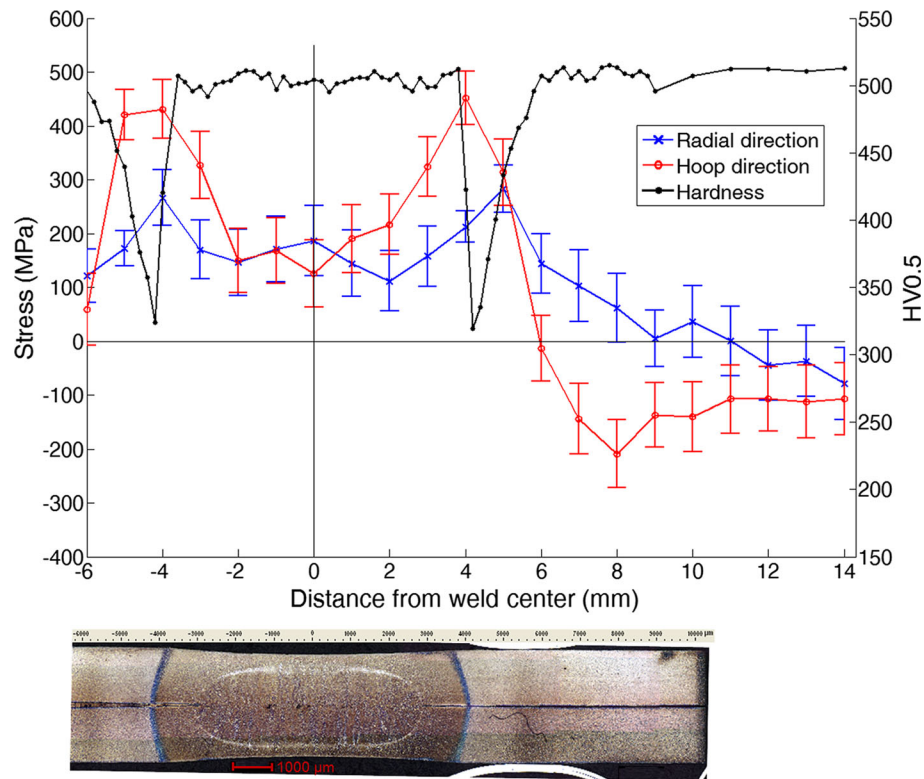 600
500
400
300
200
100
0
-100
-200
-300
-400
Stress (MPa)
550
500
450
400
350
300
250
200
150
HV0.5
Radial direction
Hoop direction
Hardness
-6 -4 -2 0 2 4 6 8 10 12 14
Distance from weld center (mm)
-6000 -5000 -4000 -3000 -2000 -1000 0 1000 2000 3000 4000 5000 6000 7000 8000 9000 10000 µm
1000 µm